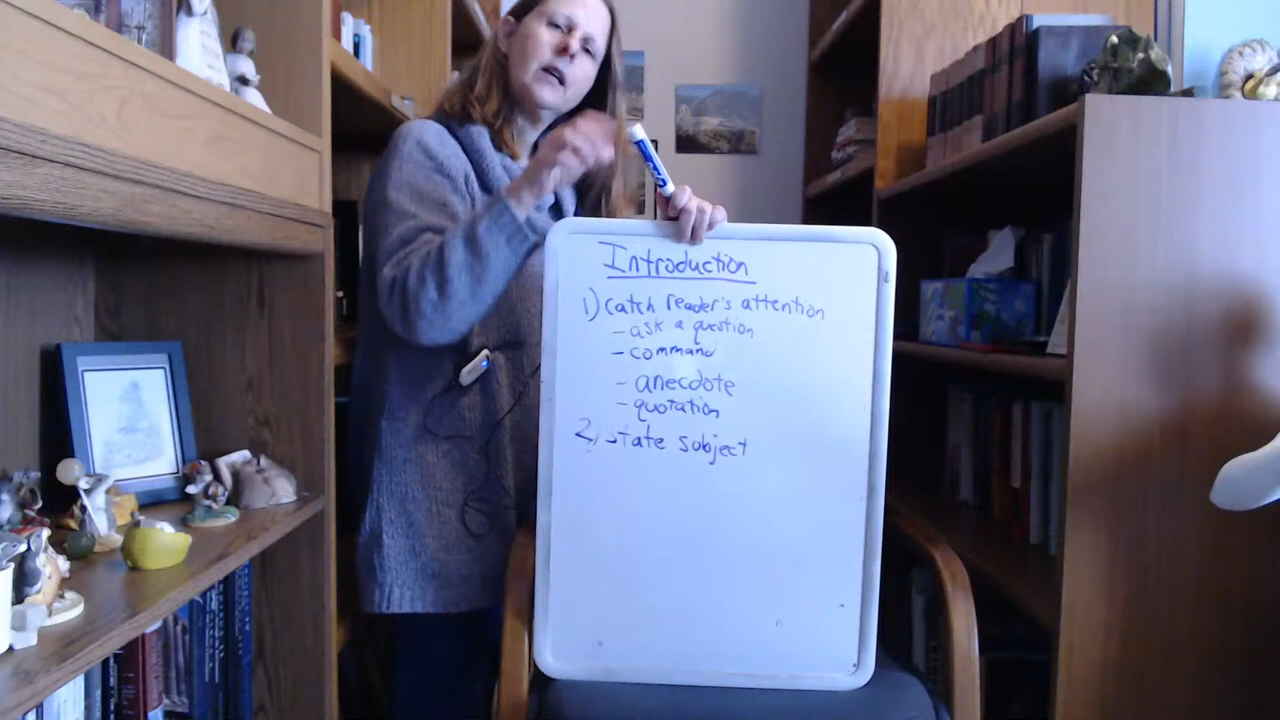 Introduction
1) Catch reader's attention
- ask a question
- command
- anecdote
- quotation
2) state subject